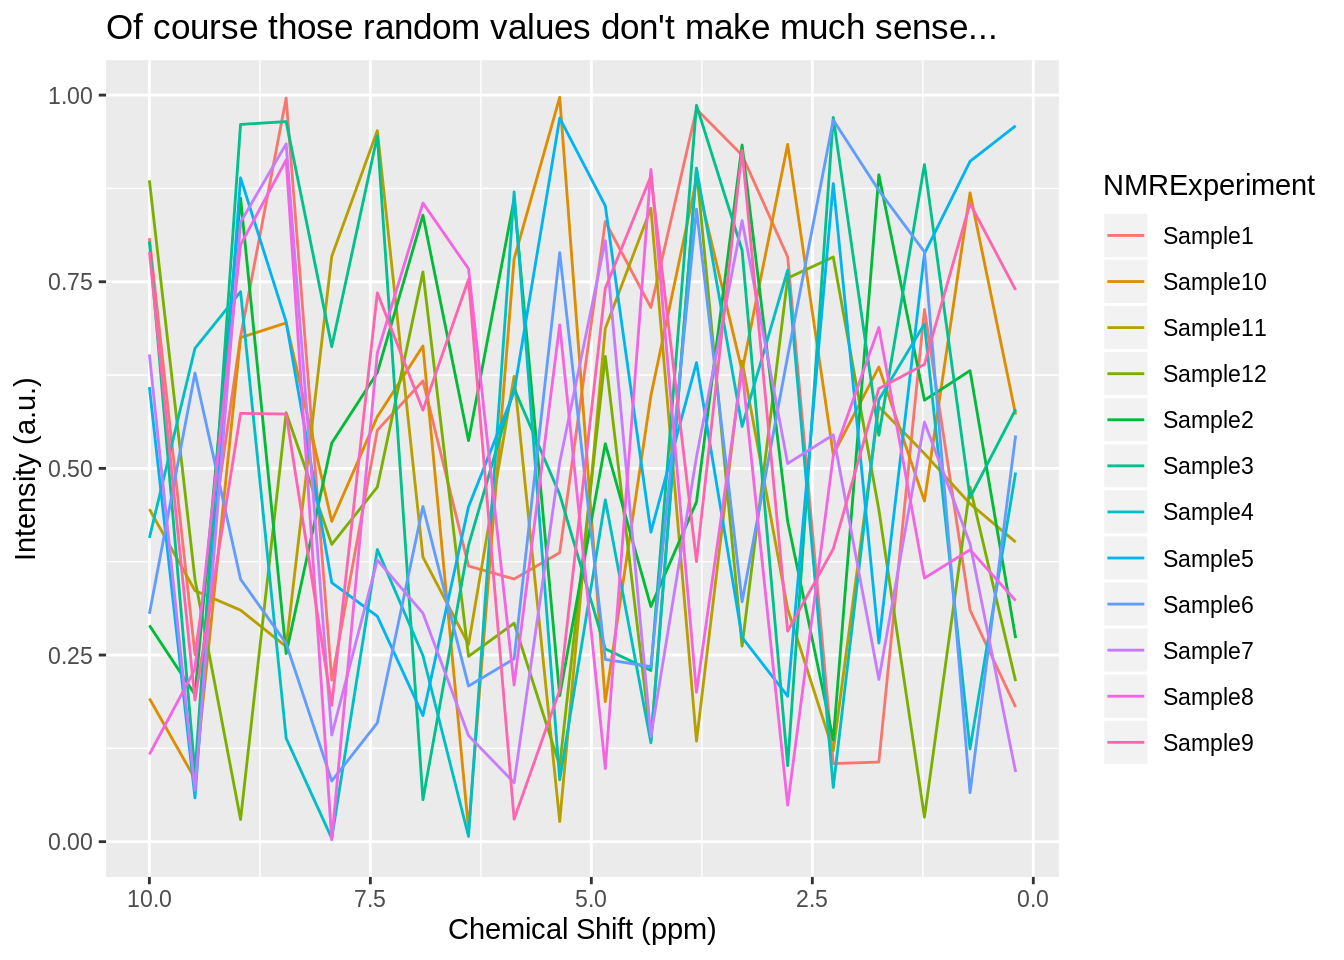 Of course those random values don't make much sense...
1.00
0.75
0.50
0.25
0.00
Intensity (a.u.)
10.0
7.5
5.0
2.5
0.0
Chemical Shift (ppm)
NMRExperiment
Sample1
Sample10
Sample11
Sample12
Sample2
Sample3
Sample4
Sample5
Sample6
Sample7
Sample8
Sample9